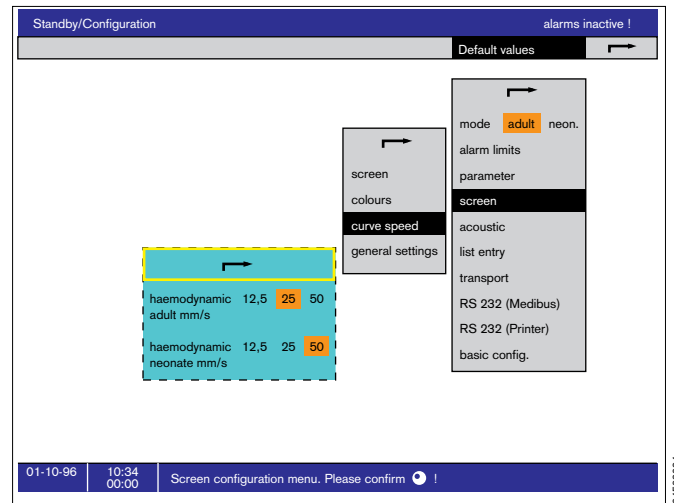 Standby/Configuration
alarms inactive !
Default values
mode adult neon.
alarm limits
parameter
screen
acoustic
list entry
transport
RS 232 (Medibus)
RS 232 (Printer)
basic config.
screen
colours
curve speed
general settings
haemodynamic 12,5 25 50
adult mm/s
haemodynamic 12,5 25 50
neonate mm/s
01-10-96
10:34
00:00
Screen configuration menu. Please confirm !